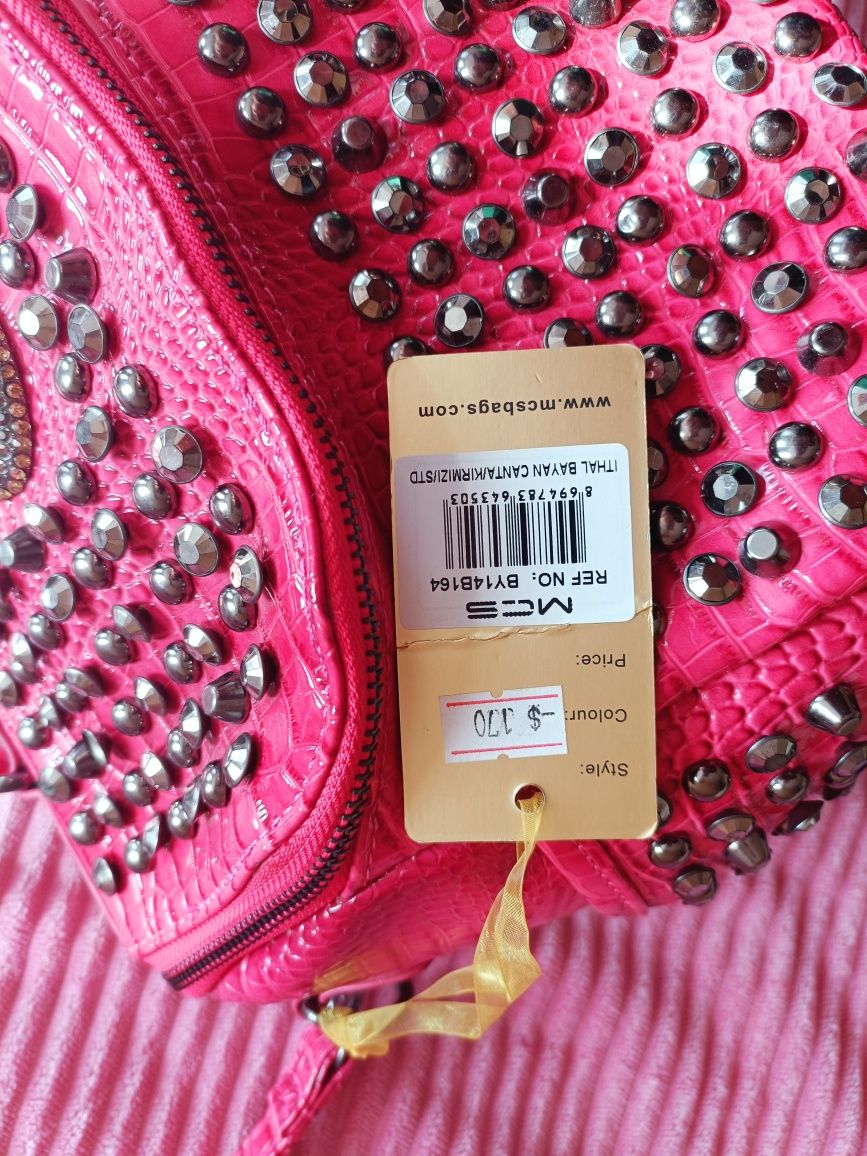 Style:
Colour:
-$ 170
Price:
MCS
REF NO: BY14B164
8 694783 643503
ITHAL BAYAN CANTA/KIRMIZI/STD
www.mcsbags.com